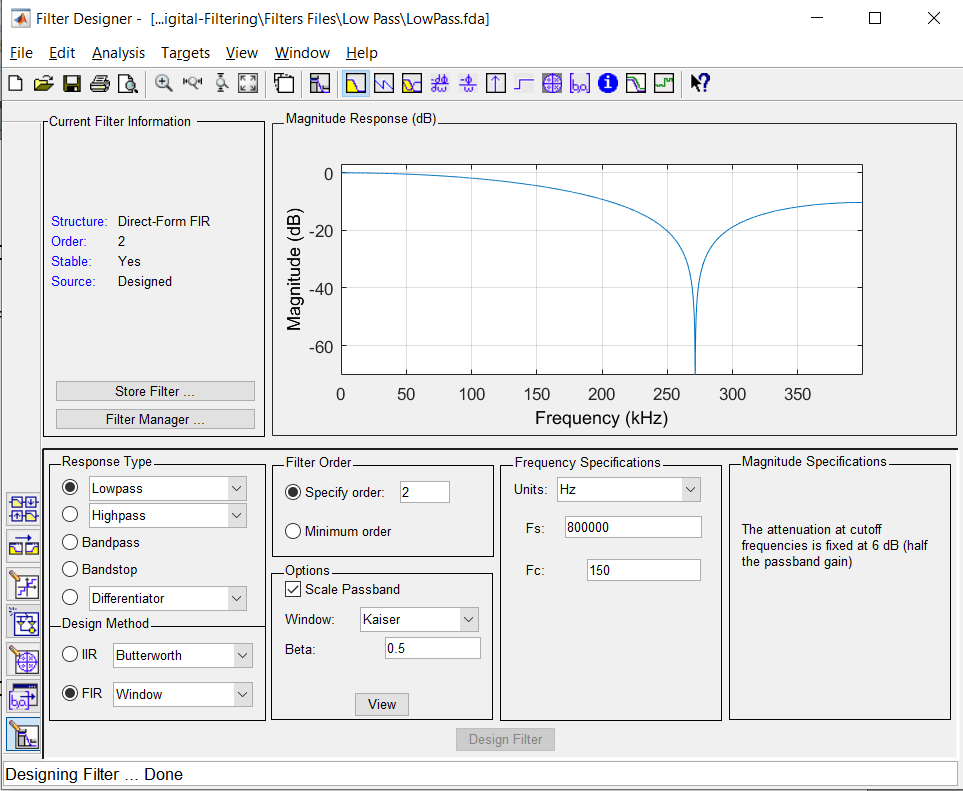 Filter Designer - [...igital-Filtering\Filters Files\Low Pass\LowPass.fda]
File Edit Analysis Targets View Window Help
Current Filter Information
Structure: Direct-Form FIR
Order: 2
Stable: Yes
Source: Designed
Store Filter ...
Filter Manager ...
Magnitude Response (dB)
0
-20
-40
-60
Magnitude (dB)
0 50 100 150 200 250 300 350
Frequency (kHz)
Response Type
Lowpass
Highpass
Bandpass
Bandstop
Differentiator
Design Method
IIR Butterworth
FIR Window
Filter Order
Specify order: 2
Minimum order
Options
Scale Passband
Window: Kaiser
Beta: 0.5
View
Frequency Specifications
Units: Hz
Fs: 800000
Fc: 150
Magnitude Specifications
The attenuation at cutoff
frequencies is fixed at 6 dB (half
the passband gain)
Design Filter
Designing Filter ... Done